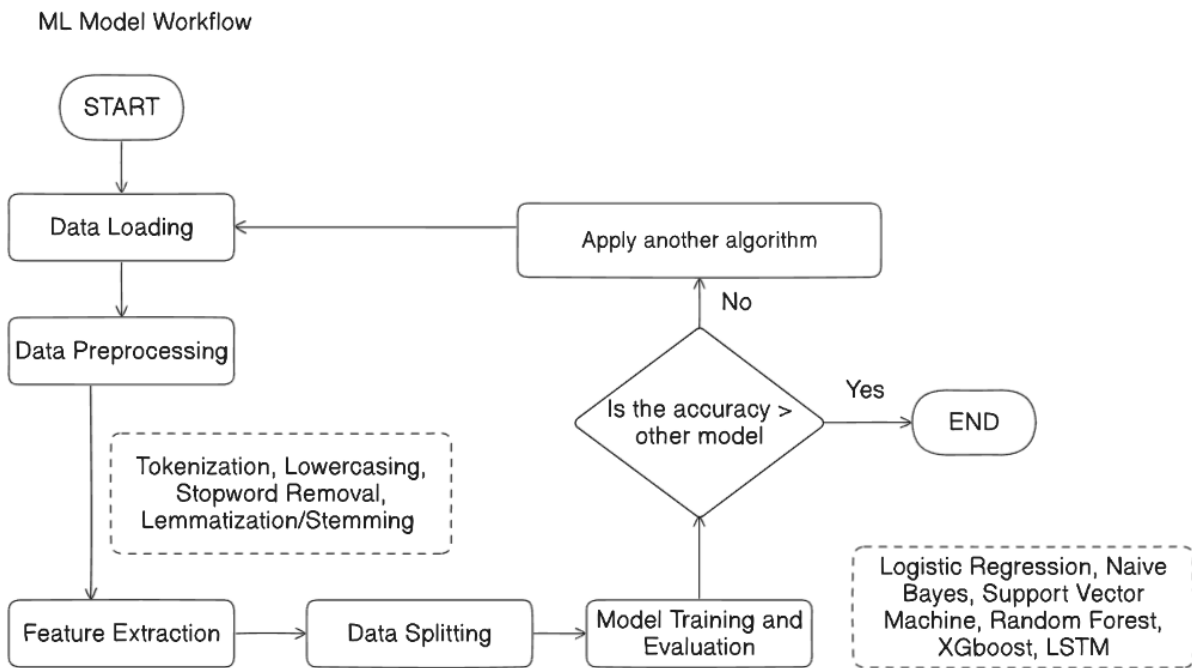 ML Model Workflow
START
Data Loading
Apply another algorithm
No
Data Preprocessing
Is the accuracy >
other model
Yes
END
Tokenization, Lowercasing,
Stopword Removal,
Lemmatization/Stemming
Feature Extraction
Data Splitting
Model Training and
Evaluation
Logistic Regression, Naive
Bayes, Support Vector
Machine, Random Forest,
XGboost, LSTM